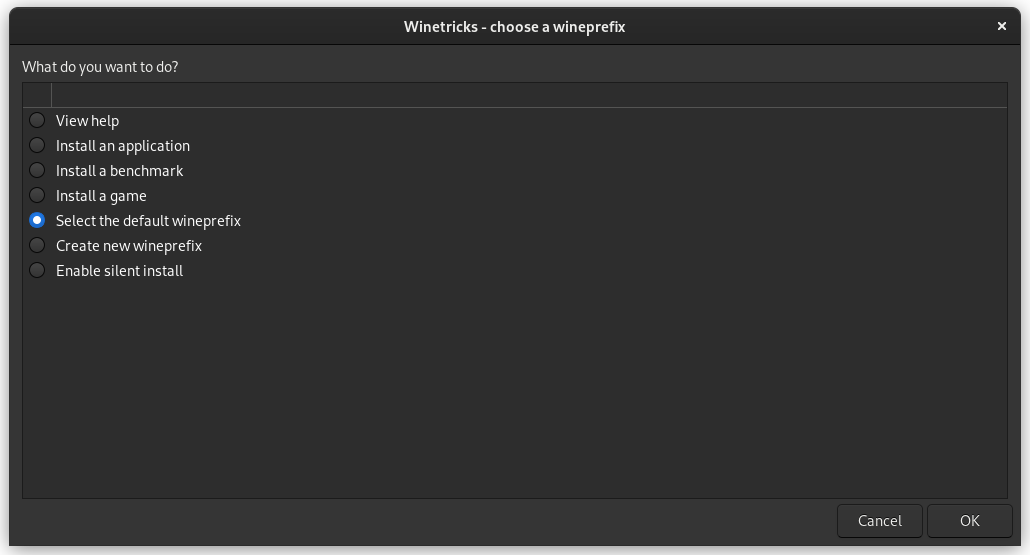 Winetricks - choose a wineprefix
What do you want to do?
View help
Install an application
Install a benchmark
Install a game
Select the default wineprefix
Create new wineprefix
Enable silent install
Cancel OK